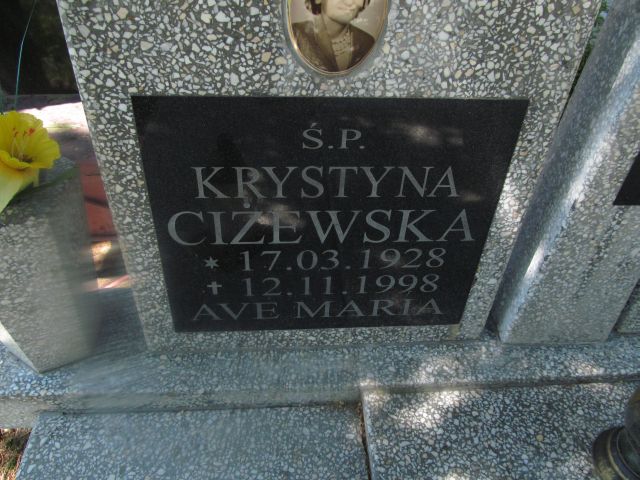 Ś.P.
KRYSTYNA
CIŻEWSKA
* 17.03.1928
✝ 12.11.1998
AVE MARIA